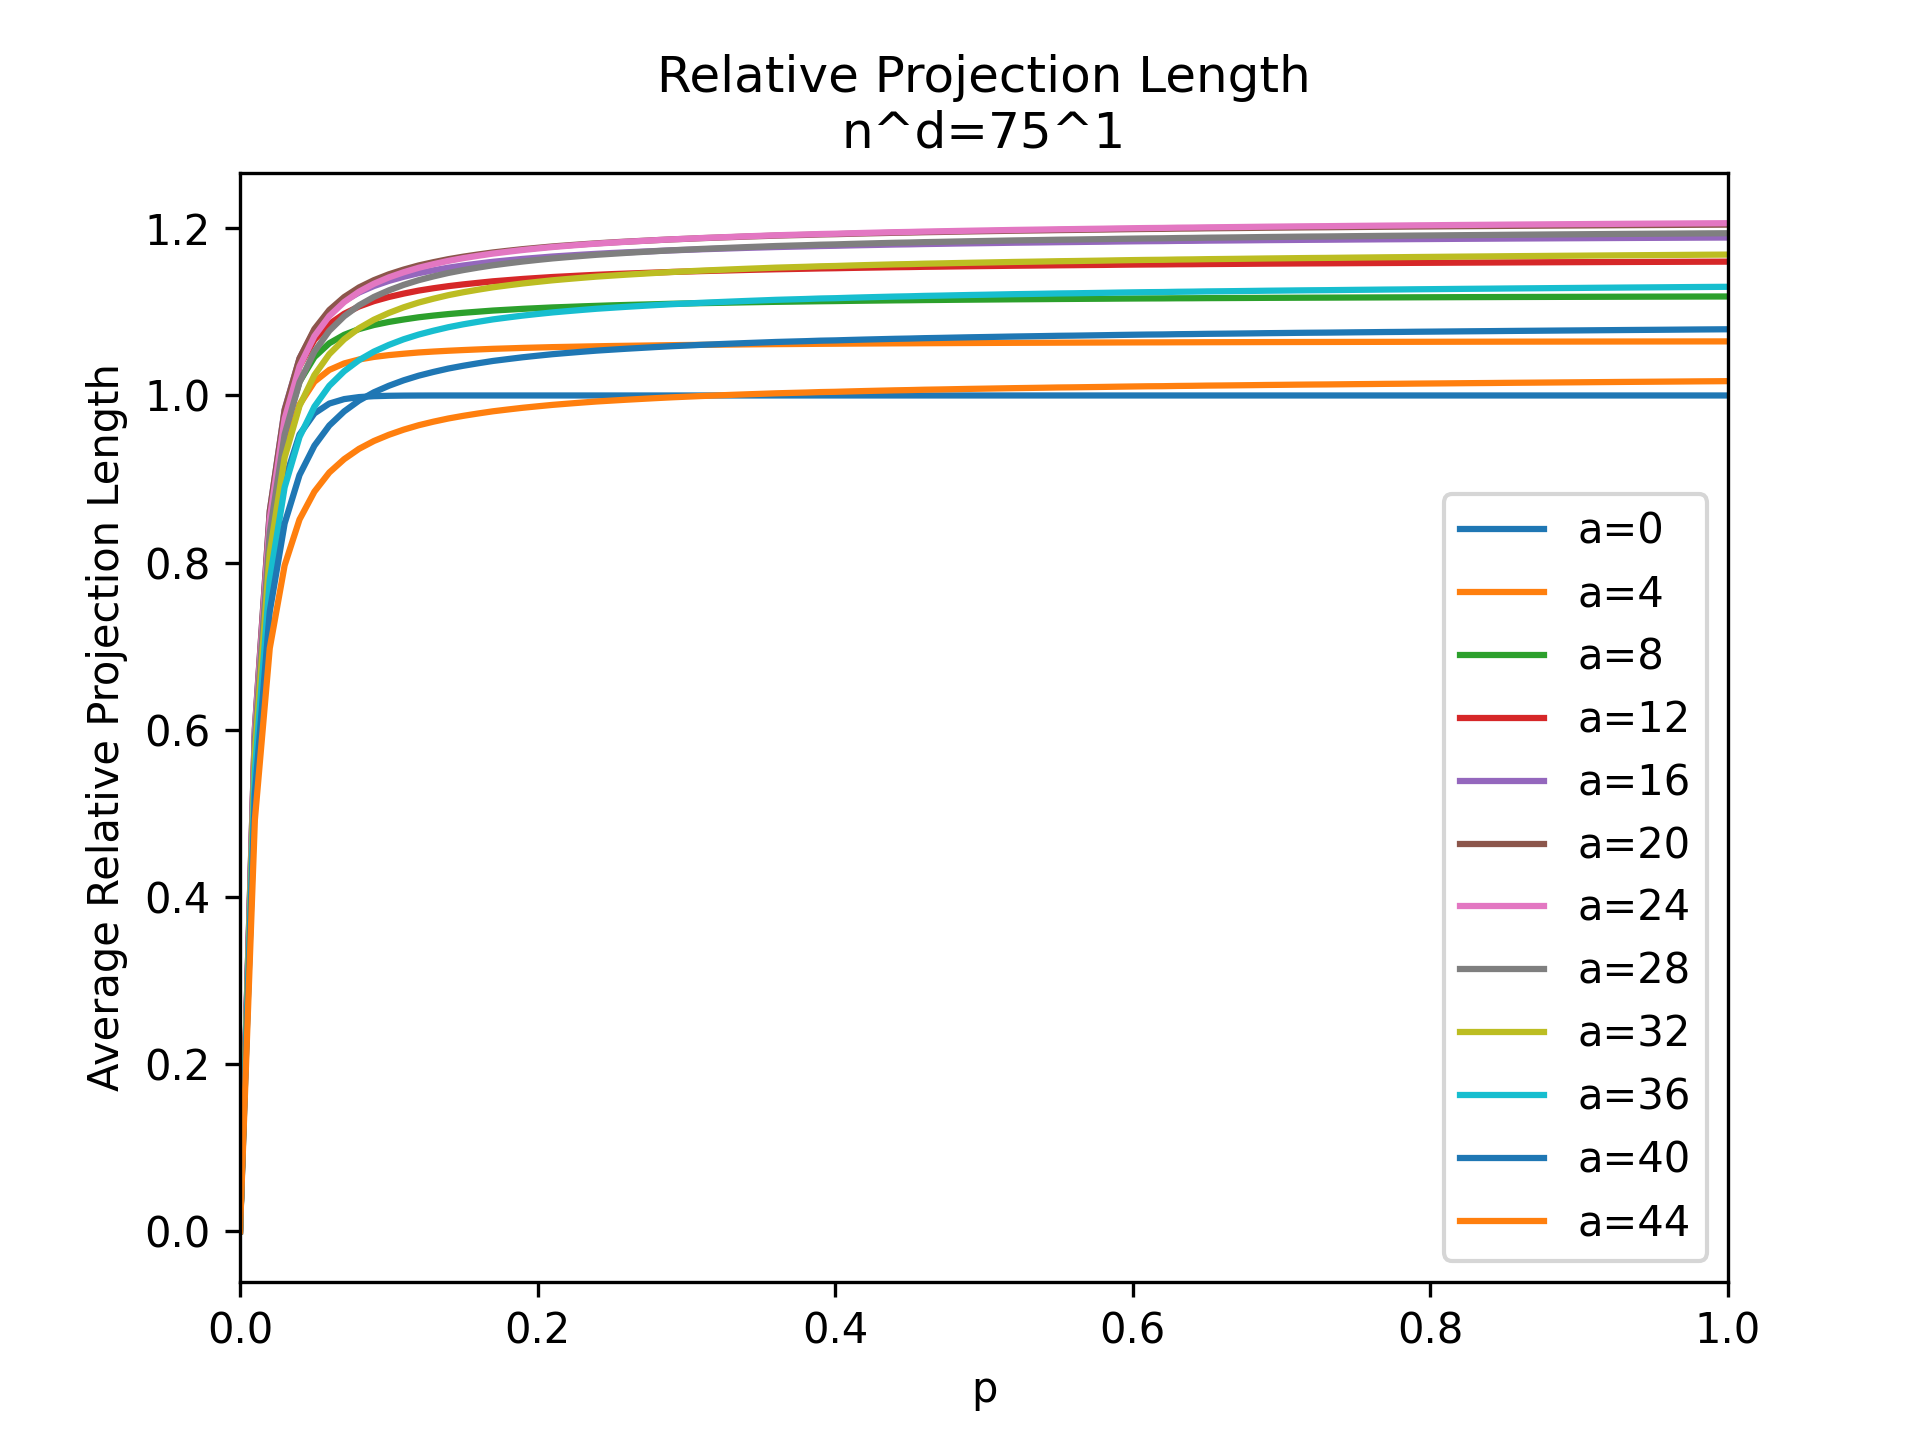 Relative Projection Length
n^d=75^1
Average Relative Projection Length
1.2
1.0
0.8
0.6
0.4
0.2
0.0
0.0 0.2 0.4 0.6 0.8 1.0
p
a=0
a=4
a=8
a=12
a=16
a=20
a=24
a=28
a=32
a=36
a=40
a=44